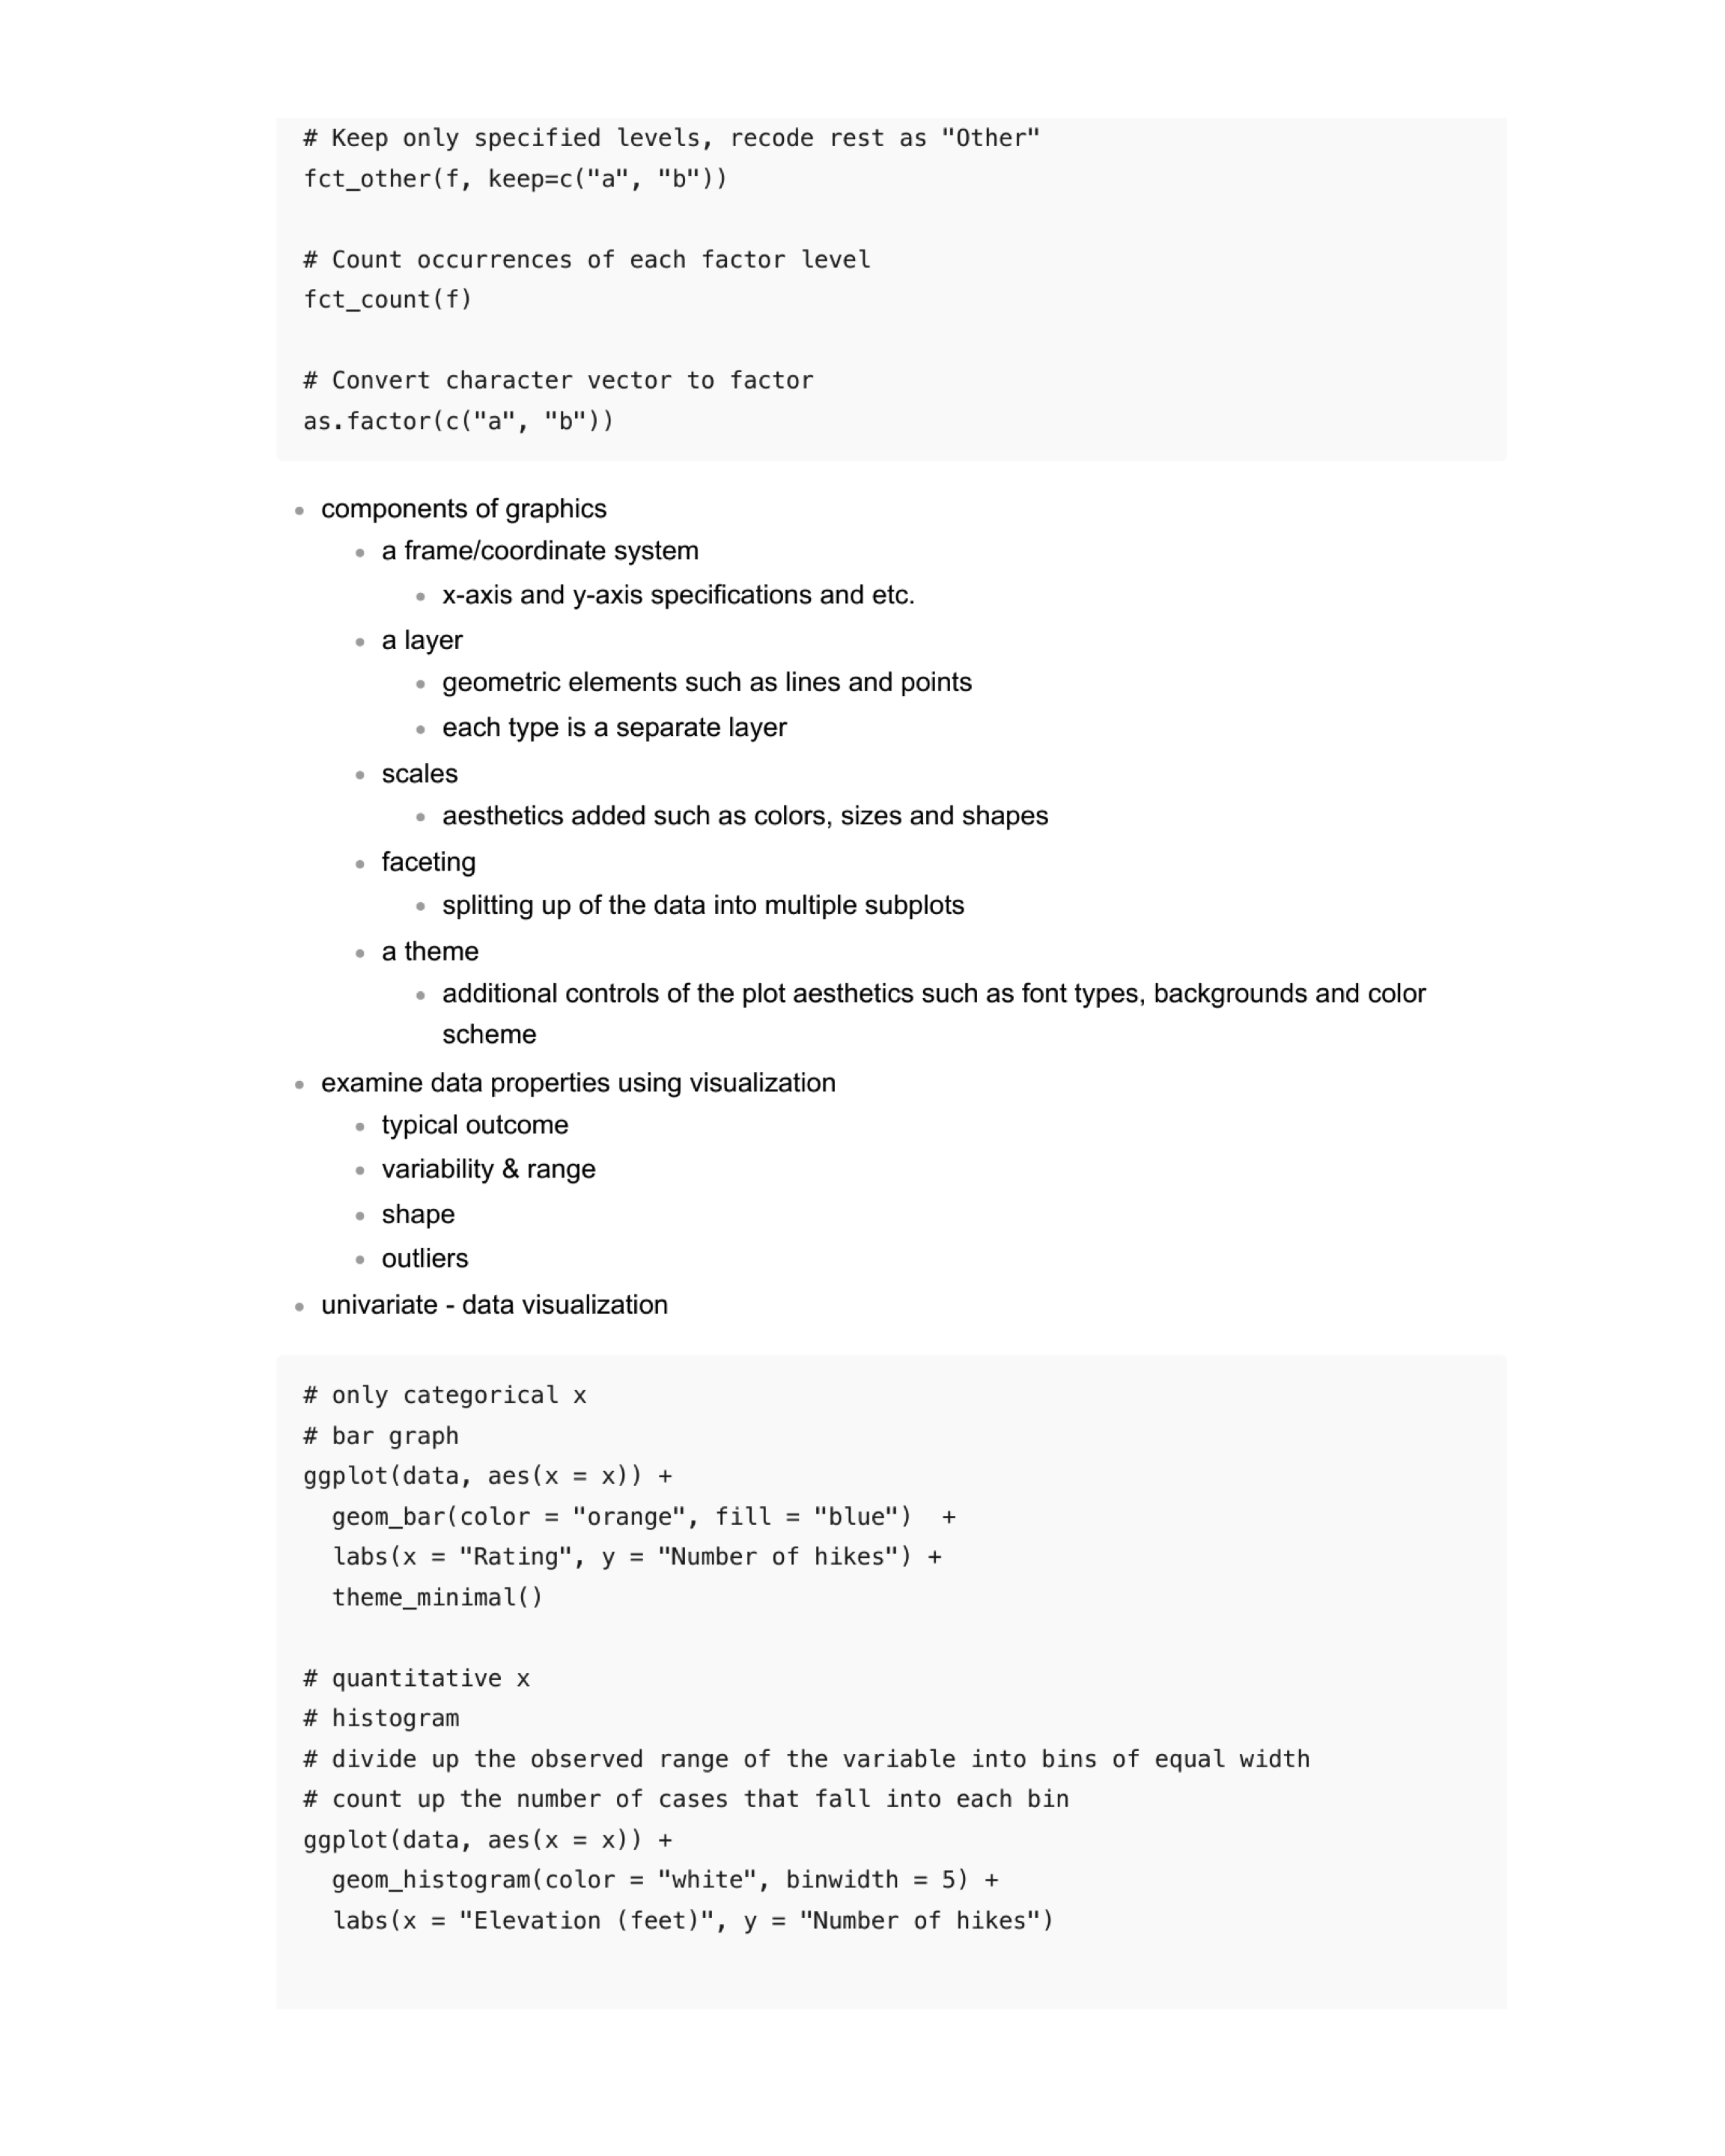 # Keep only specified levels, recode rest as "Other"
fct_other(f, keep=c("a", "b"))
# Count occurrences of each factor level
fct_count(f)
# Convert character vector to factor
as.factor(c("a", "b"))
components of graphics
a frame/coordinate system
x-axis and y-axis specifications and etc.
a layer
geometric elements such as lines and points
each type is a separate layer
scales
aesthetics added such as colors, sizes and shapes
faceting
splitting up of the data into multiple subplots
a theme
additional controls of the plot aesthetics such as font types, backgrounds and color
scheme
examine data properties using visualization
typical outcome
variability & range
shape
outliers
univariate - data visualization
# only categorical x
# bar graph
ggplot(data, aes(x = x)) +
  geom_bar(color = "orange", fill = "blue")  +
  labs(x = "Rating", y = "Number of hikes") +
  theme_minimal()
# quantitative x
# histogram
# divide up the observed range of the variable into bins of equal width
# count up the number of cases that fall into each bin
ggplot(data, aes(x = x)) +
  geom_histogram(color = "white", binwidth = 5) +
  labs(x = "Elevation (feet)", y = "Number of hikes")